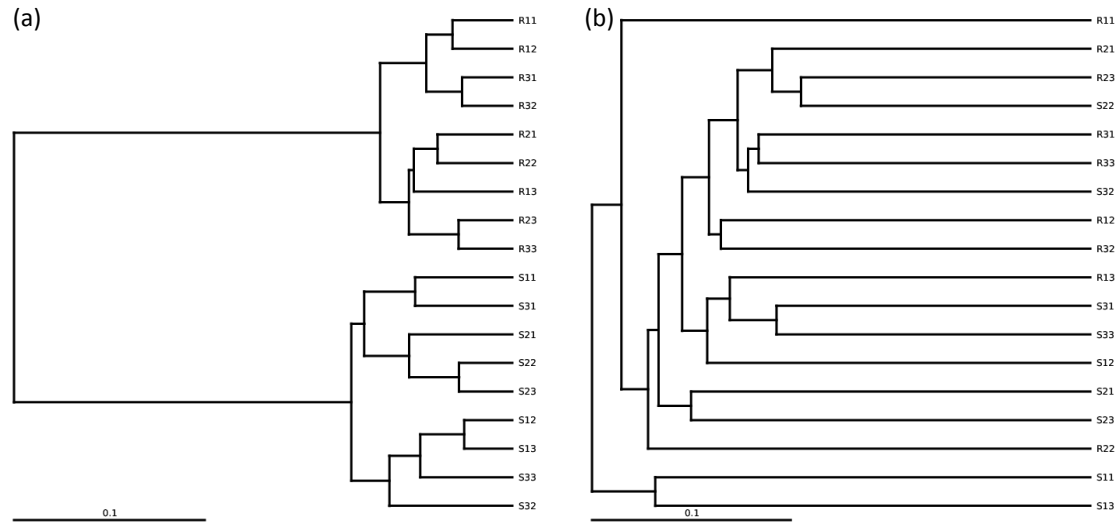 (a)
R11
R12
R31
R32
R21
R22
R13
R23
R33
S11
S31
S21
S22
S23
S12
S13
S33
S32
0.1
(b)
R11
R21
R23
S22
R31
R33
S32
R12
R32
R13
S31
S33
S12
S21
S23
R22
S11
S13
0.1